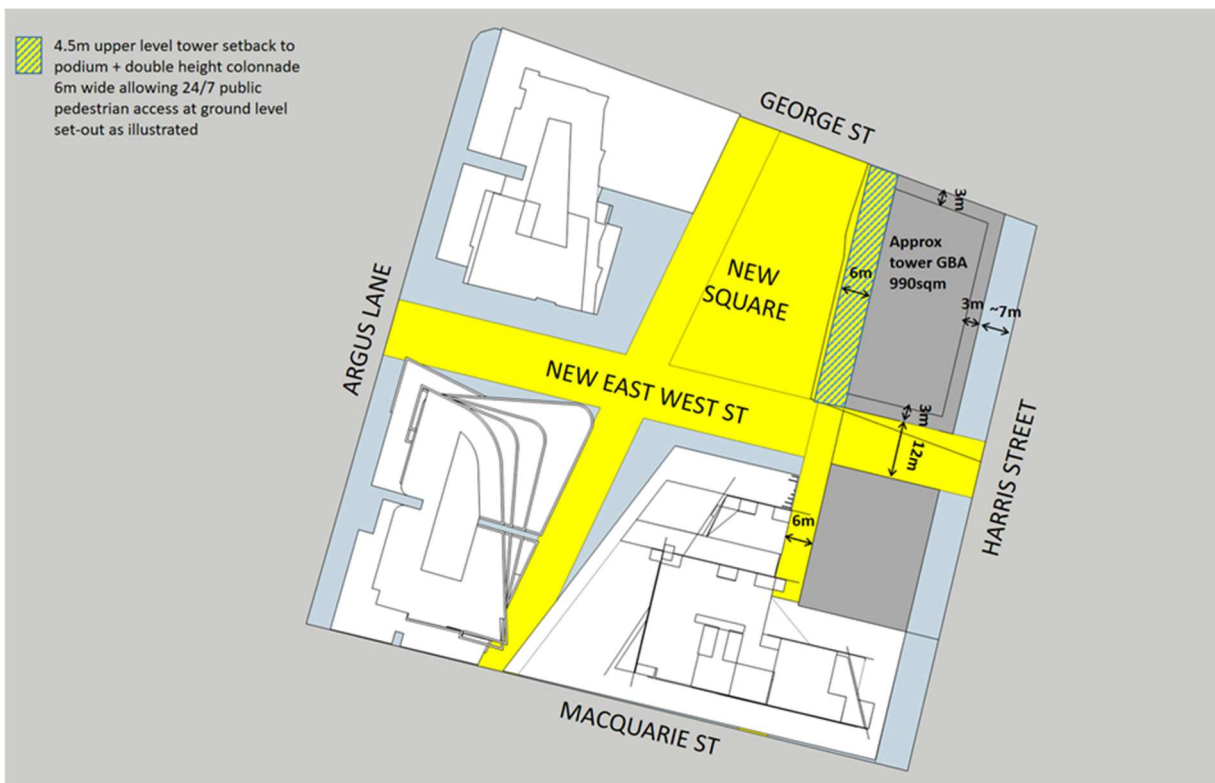 4.5m upper level tower setback to
podium + double height colonnade
6m wide allowing 24/7 public
pedestrian access at ground level
set-out as illustrated
GEORGE ST
3m
Approx
tower GBA
990sqm
6m
NEW
SQUARE
3m
~7m
ARGUS LANE
NEW EAST WEST ST
3m
12m
HARRIS STREET
6m
MACQUARIE ST